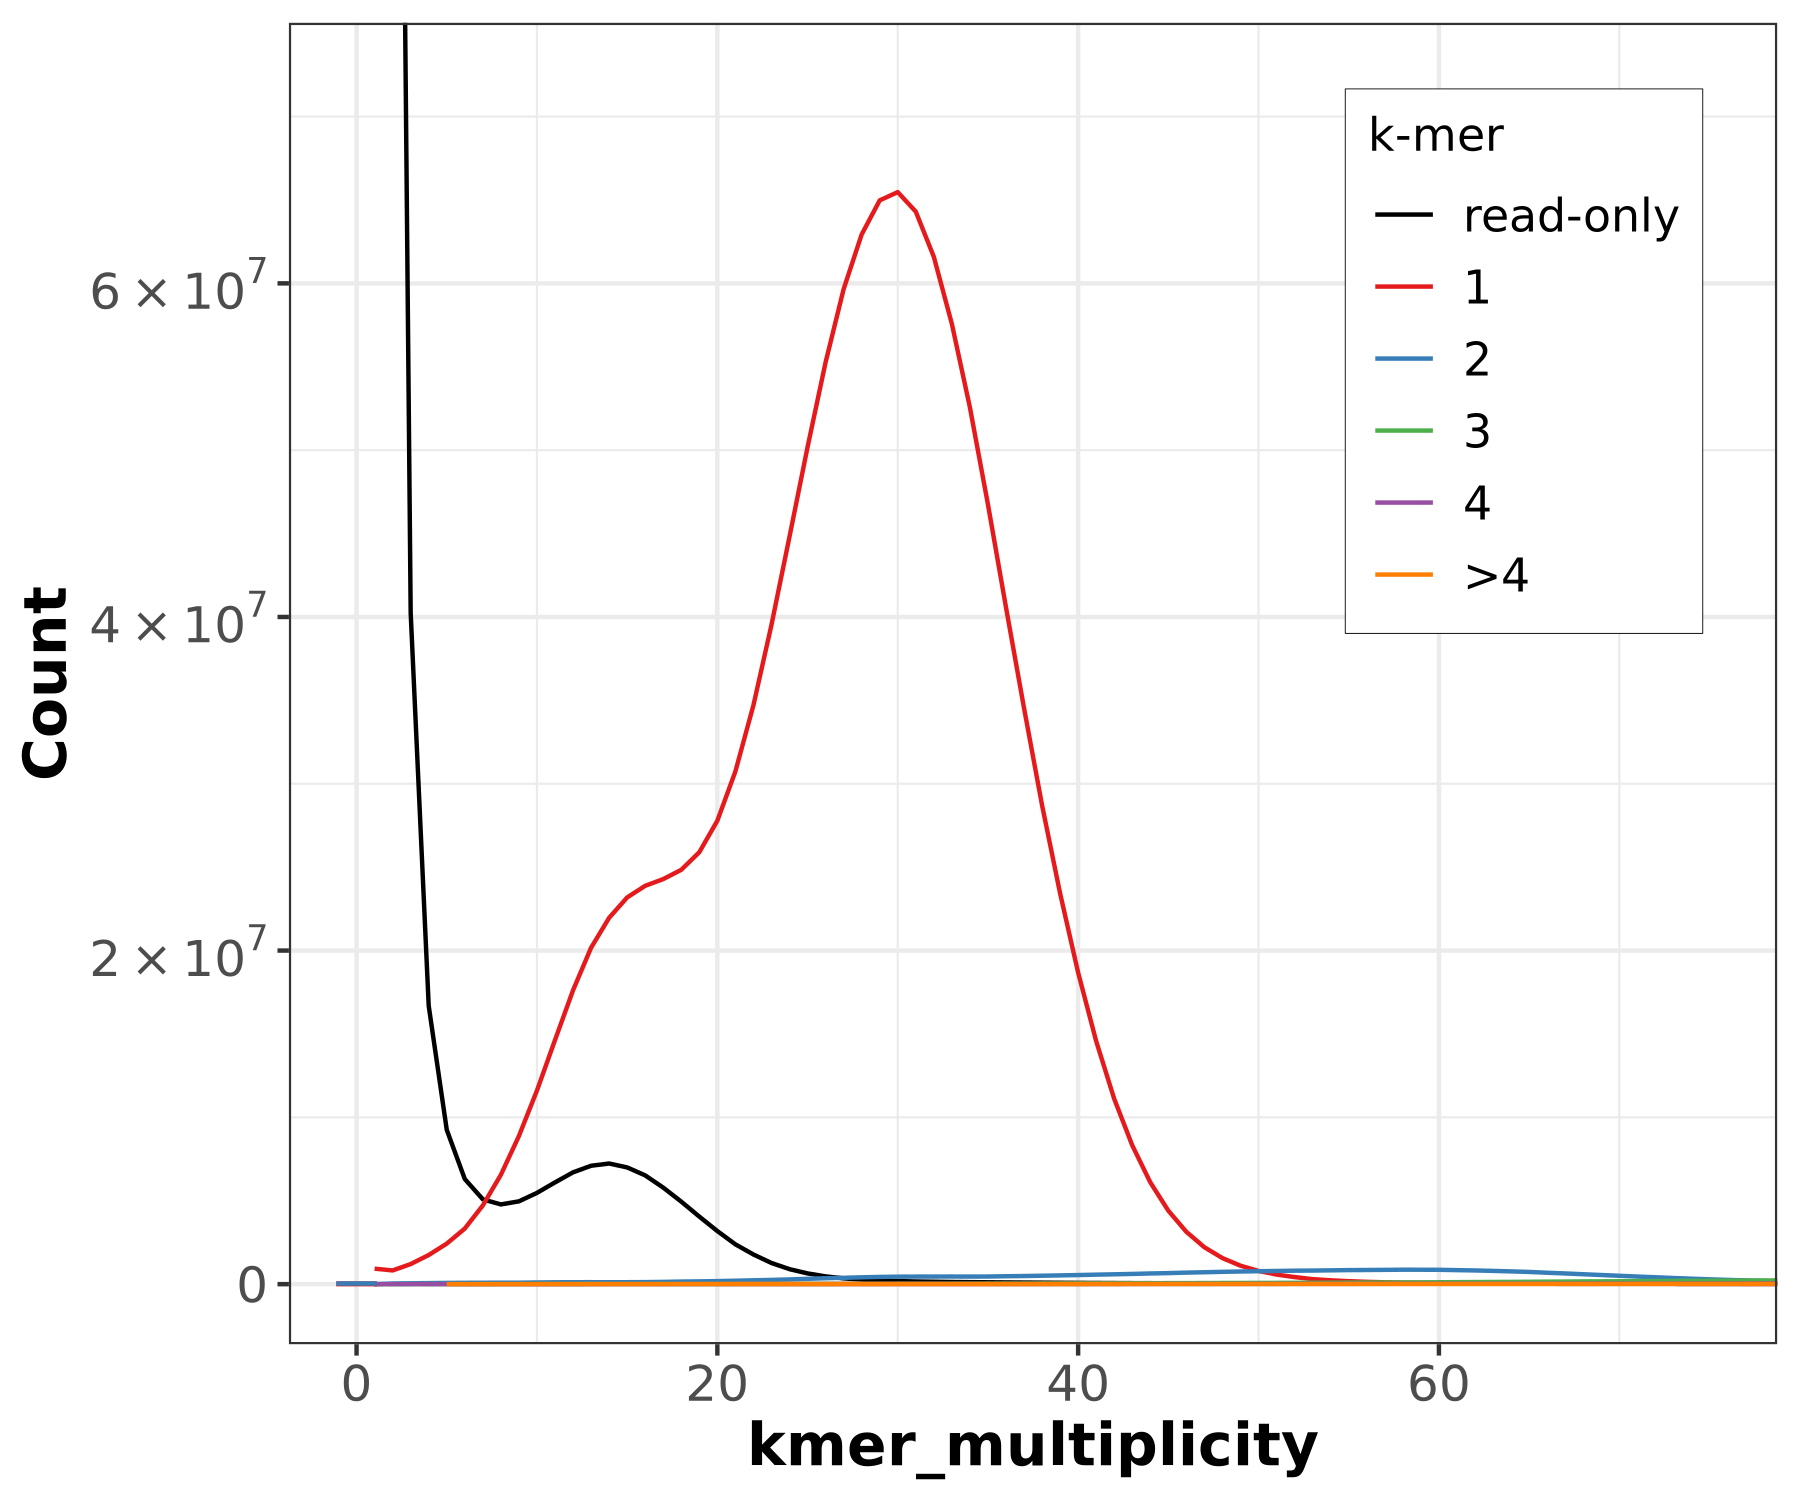 k-mer
read-only
1
2
3
4
>4
6 × 10⁷
4 × 10⁷
2 × 10⁷
0
Count
0 20 40 60
kmer_multiplicity